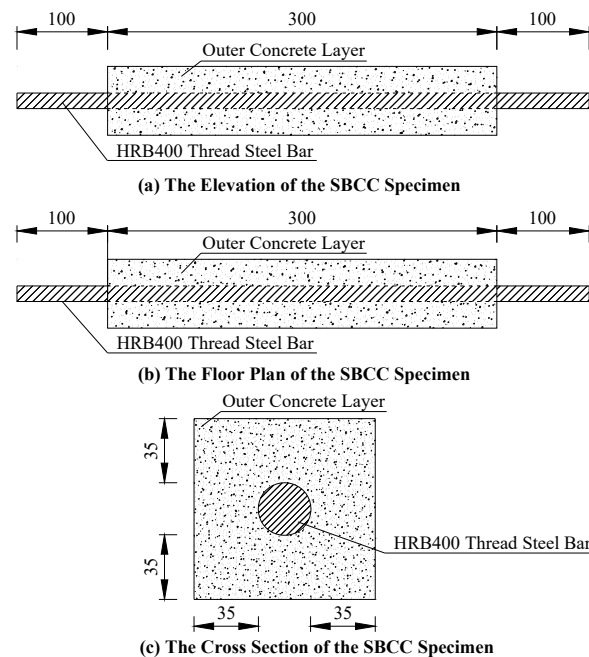 100 300 100
Outer Concrete Layer
HRB400 Thread Steel Bar
(a) The Elevation of the SBCC Specimen
100 300 100
Outer Concrete Layer
HRB400 Thread Steel Bar
(b) The Floor Plan of the SBCC Specimen
Outer Concrete Layer
35
HRB400 Thread Steel Bar
35
35 35
(c) The Cross Section of the SBCC Specimen